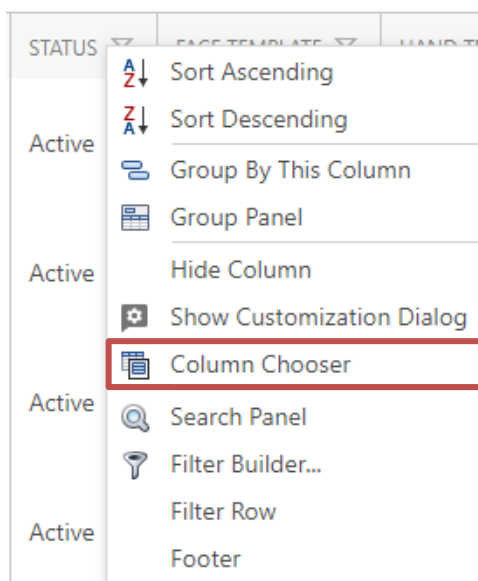 STATUS
Sort Ascending
Sort Descending
Active
Group By This Column
Group Panel
Hide Column
Active
Show Customization Dialog
Column Chooser
Active
Search Panel
Filter Builder...
Filter Row
Active
Footer